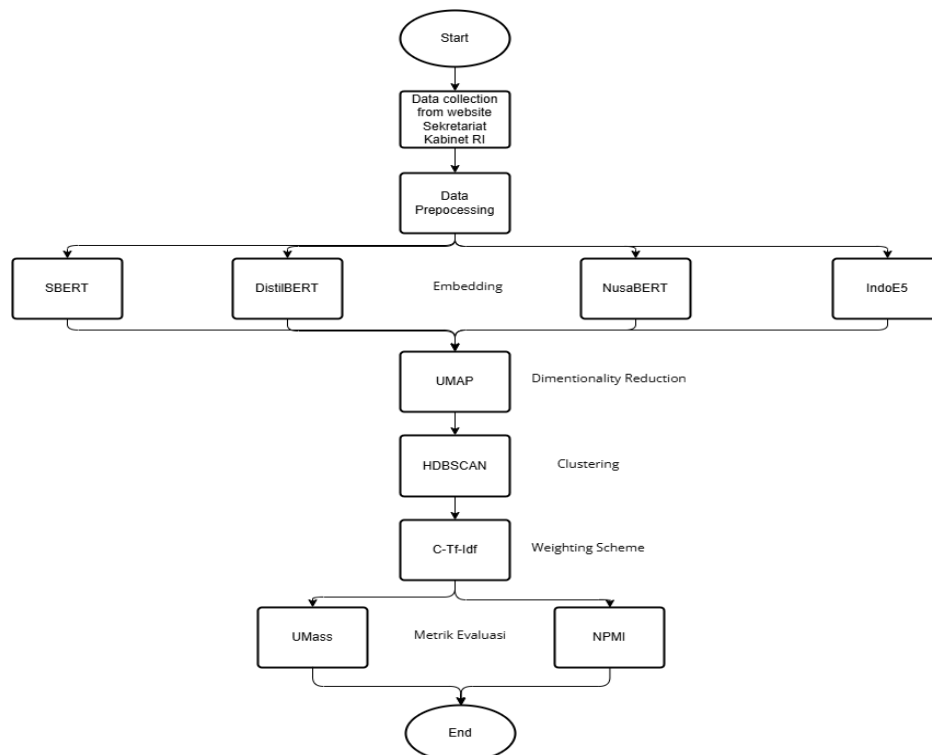 Start
Data collection
from website
Sekretariat
Kabinet RI
Data
Prepocessing
SBERT
DistilBERT
Embedding
NusaBERT
IndoE5
UMAP
Dimentionality Reduction
HDBSCAN
Clustering
C-Tf-Idf
Weighting Scheme
UMass
Metrik Evaluasi
NPMI
End